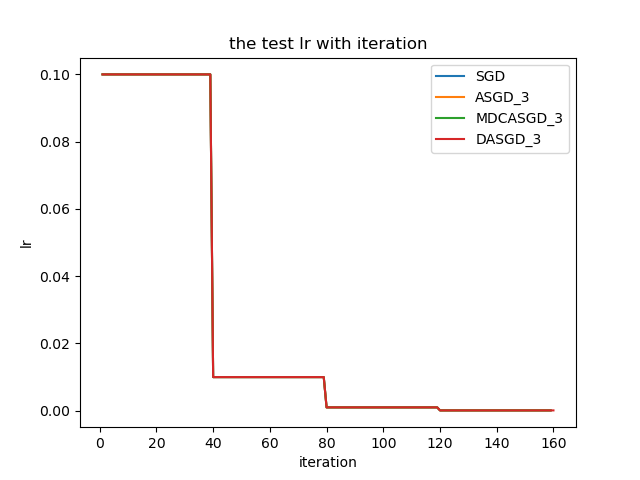 the test lr with iteration
SGD
ASGD_3
MDCASGD_3
DASGD_3
lr
0.10
0.08
0.06
0.04
0.02
0.00
0 20 40 60 80 100 120 140 160
iteration